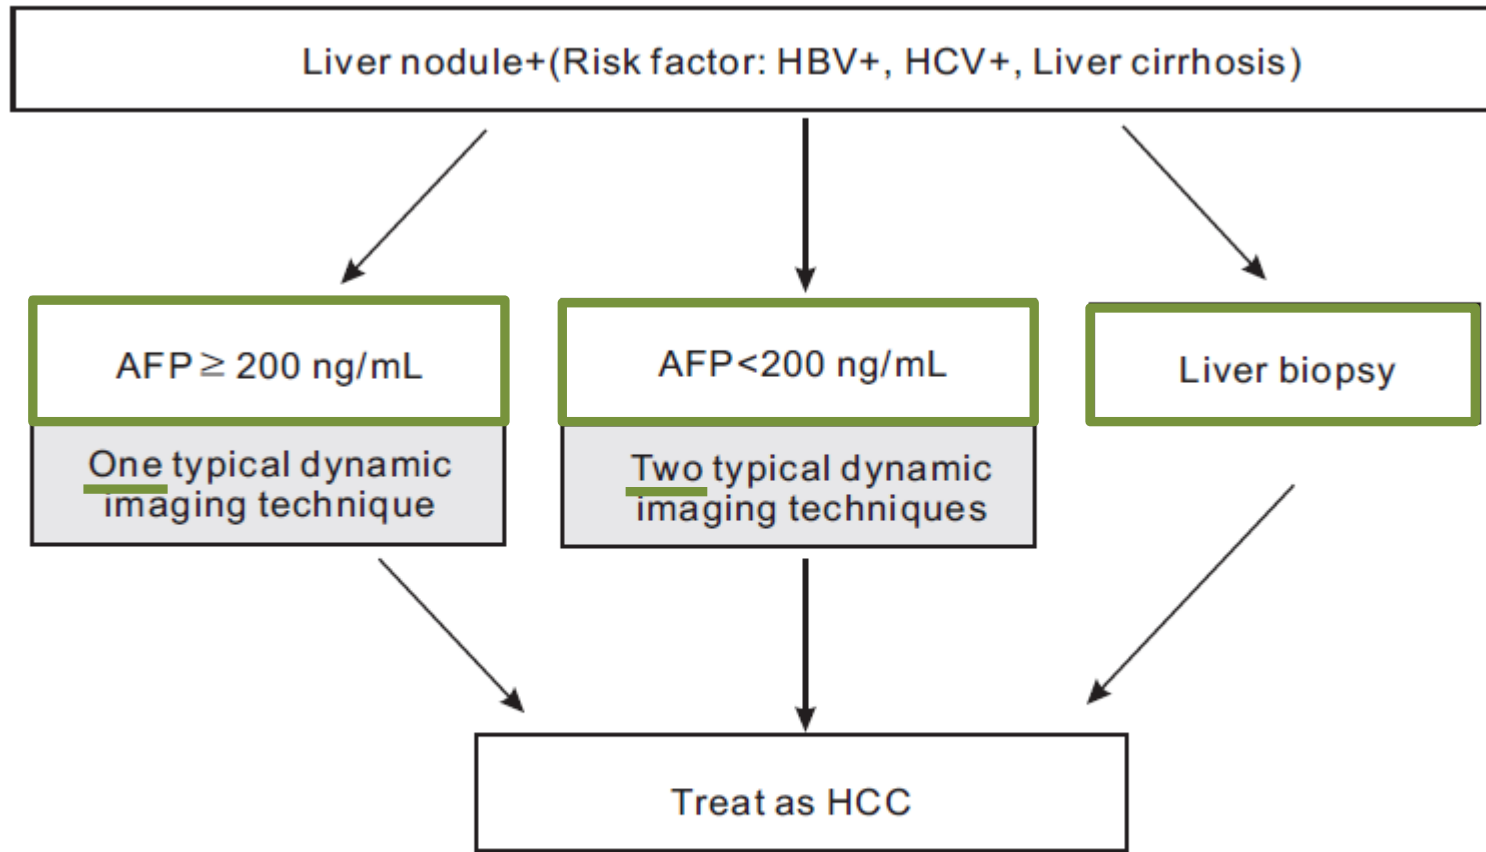 Liver nodule+(Risk factor: HBV+, HCV+, Liver cirrhosis)
AFP≥ 200 ng/mL
One typical dynamic
imaging technique
AFP<200 ng/mL
Two typical dynamic
imaging techniques
Liver biopsy
Treat as HCC